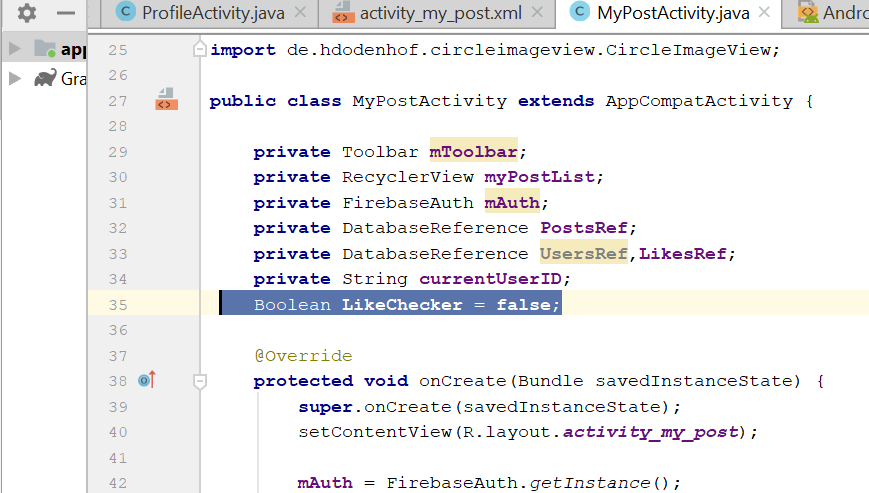 ProfileActivity.java activity_my_post.xml MyPostActivity.java Andro
app
Gra
25 import de.hdodenhof.circleimageview.CircleImageView;
26
27 public class MyPostActivity extends AppCompatActivity {
28
29 private Toolbar mToolbar;
30 private RecyclerView myPostList;
31 private FirebaseAuth mAuth;
32 private DatabaseReference PostsRef;
33 private DatabaseReference UsersRef,LikesRef;
34 private String currentUserID;
35 Boolean LikeChecker = false;
36
37 @Override
38 protected void onCreate(Bundle savedInstanceState) {
39 super.onCreate(savedInstanceState);
40 setContentView(R.layout.activity_my_post);
41
42 mAuth = FirebaseAuth.getInstance();